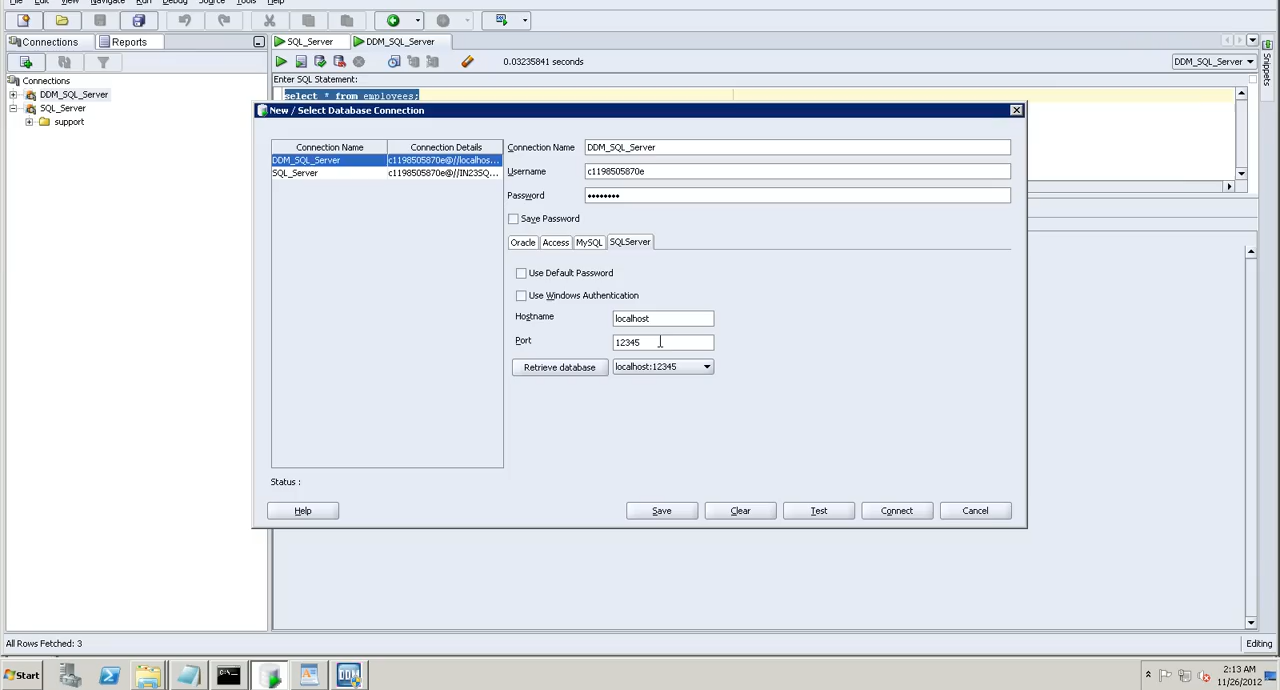 File Edit View Navigate Run Debug Source Tools Help
Connections
Reports
SQL_Server
DDM_SQL_Server
0.03235841 seconds
DDM_SQL_Server
Snippets
Connections
DDM_SQL_Server
SQL_Server
support
Enter SQL Statement:
select * from employees;
New / Select Database Connection
Connection Name Connection Details
DDM_SQL_Server c1198505870e@//localhos...
SQL_Server c1198505870e@//IN23SQ...
Connection Name DDM_SQL_Server
Username c1198505870e
Password ••••••••
Save Password
Oracle Access MySQL SQLServer
Use Default Password
Use Windows Authentication
Hostname localhost
Port 12345
Retrieve database localhost:12345
Status :
Help Save Clear Test Connect Cancel
All Rows Fetched: 3
Editing
Start
DDM
2:13 AM
11/26/2012